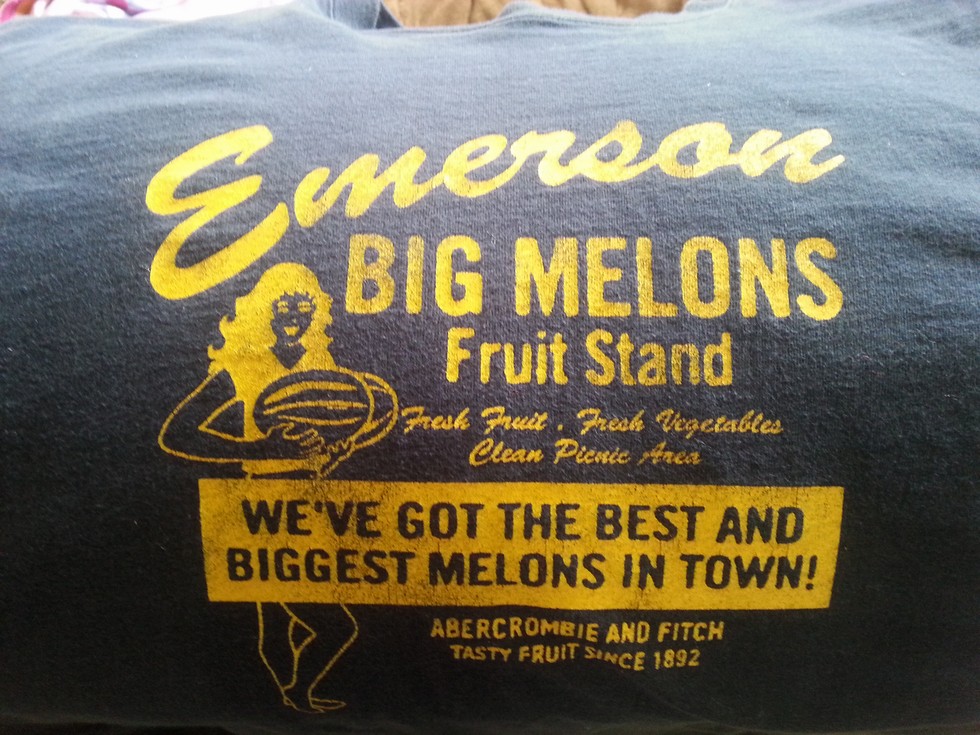 Emerson
BIG MELONS
Fruit Stand
Fresh Fruit . Fresh Vegetables
Clean Picnic Area
WE'VE GOT THE BEST AND
BIGGEST MELONS IN TOWN!
ABERCROMBIE AND FITCH
TASTY FRUIT SINCE 1892